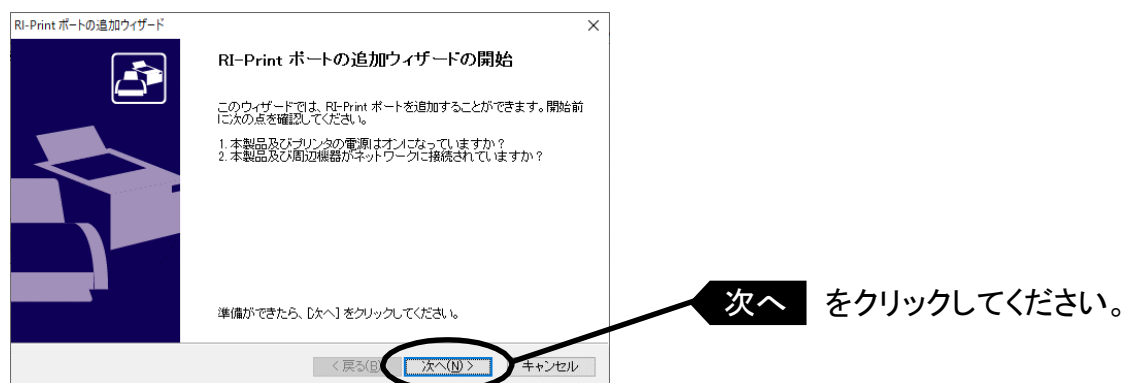 RI-Print ポートの追加ウィザード
RI-Print ポートの追加ウィザードの開始
このウィザードでは、RI-Print ポートを追加することができます。開始前
に次の点を確認してください。
1. 本製品及びプリンタの電源はオンになっていますか？
2. 本製品及び周辺機器がネットワークに接続されていますか？
準備ができたら、[次へ] をクリックしてください。
次へ をクリックしてください。
< 戻る(B)
次へ(N) >
キャンセル